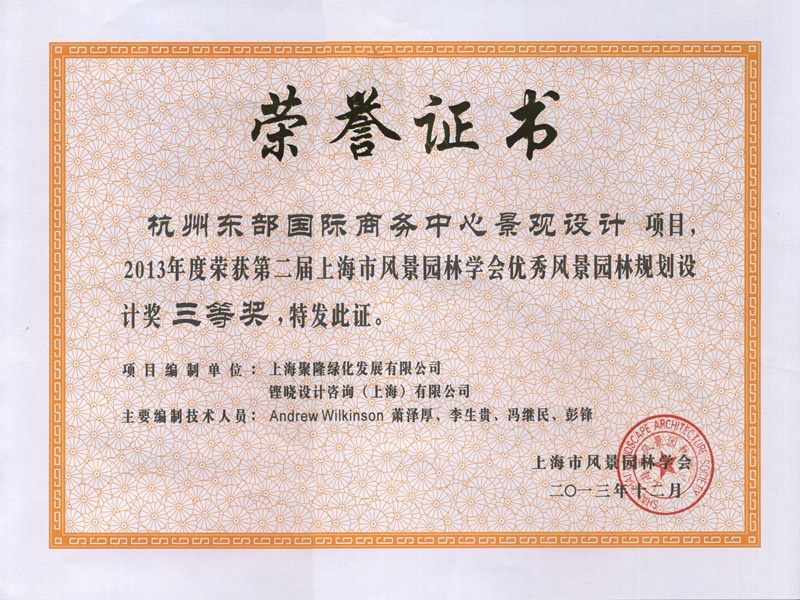 荣誉证书
杭州东部国际商务中心景观设计 项目，
2013年度荣获第二届上海市风景园林学会优秀风景园林规划设
计奖 三等奖，特发此证。
项目编制单位：上海聚隆绿化发展有限公司
铿晓设计咨询（上海）有限公司
主要编制技术人员：Andrew Wilkinson 萧泽厚、李生贵、冯继民、彭锋
上海市风景园林学会
二〇一三年十二月
SHANGHAI LANDSCAPE ARCHITECTURE SOCIETY